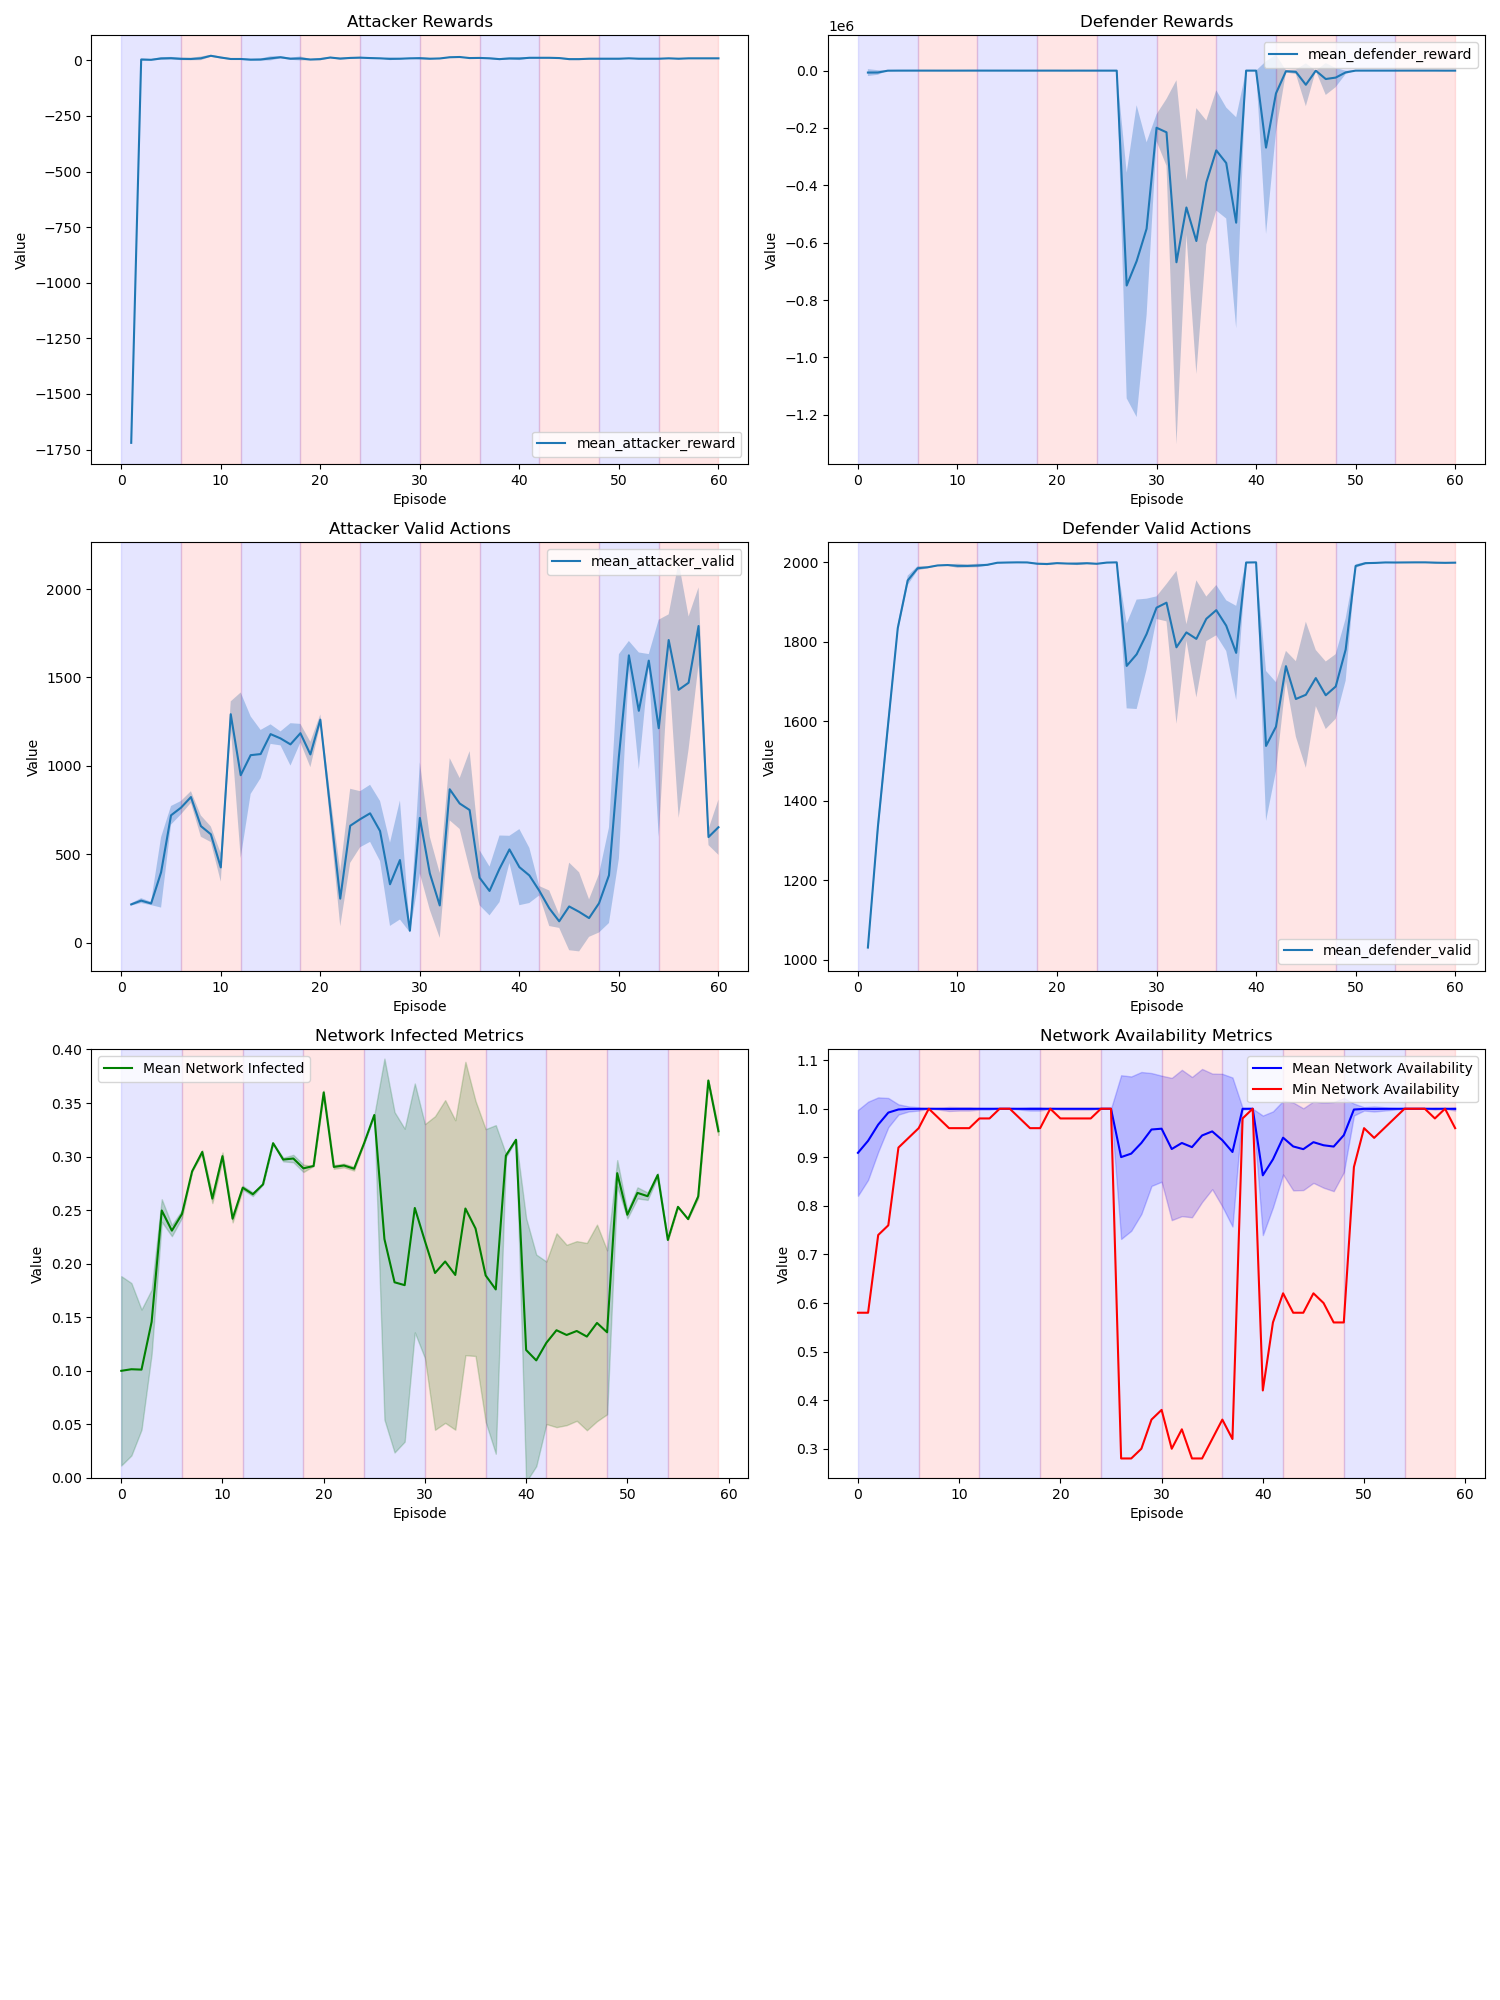 Attacker Rewards
0
−250
−500
−750
−1000
−1250
−1500
−1750
Value
mean_attacker_reward
0 10 20 30 40 50 60
Episode
Defender Rewards
1e6
0.0
−0.2
−0.4
−0.6
−0.8
−1.0
−1.2
Value
mean_defender_reward
0 10 20 30 40 50 60
Episode
Attacker Valid Actions
mean_attacker_valid
2000
1500
1000
500
0
Value
0 10 20 30 40 50 60
Episode
Defender Valid Actions
2000
1800
1600
1400
1200
1000
Value
mean_defender_valid
0 10 20 30 40 50 60
Episode
Network Infected Metrics
Mean Network Infected
0.40
0.35
0.30
0.25
0.20
0.15
0.10
0.05
0.00
Value
0 10 20 30 40 50 60
Episode
Network Availability Metrics
Mean Network Availability
Min Network Availability
1.1
1.0
0.9
0.8
0.7
0.6
0.5
0.4
0.3
Value
0 10 20 30 40 50 60
Episode